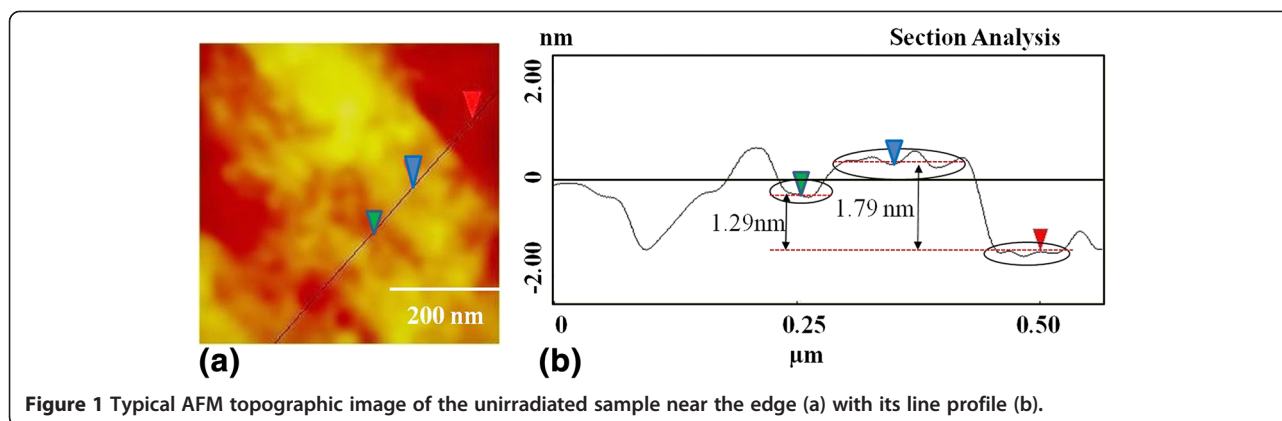 nm
Section Analysis
2.00
0
-2.00
1.29nm
1.79 nm
200 nm
0
0.25
0.50
µm
(a)
(b)
Figure 1 Typical AFM topographic image of the unirradiated sample near the edge (a) with its line profile (b).